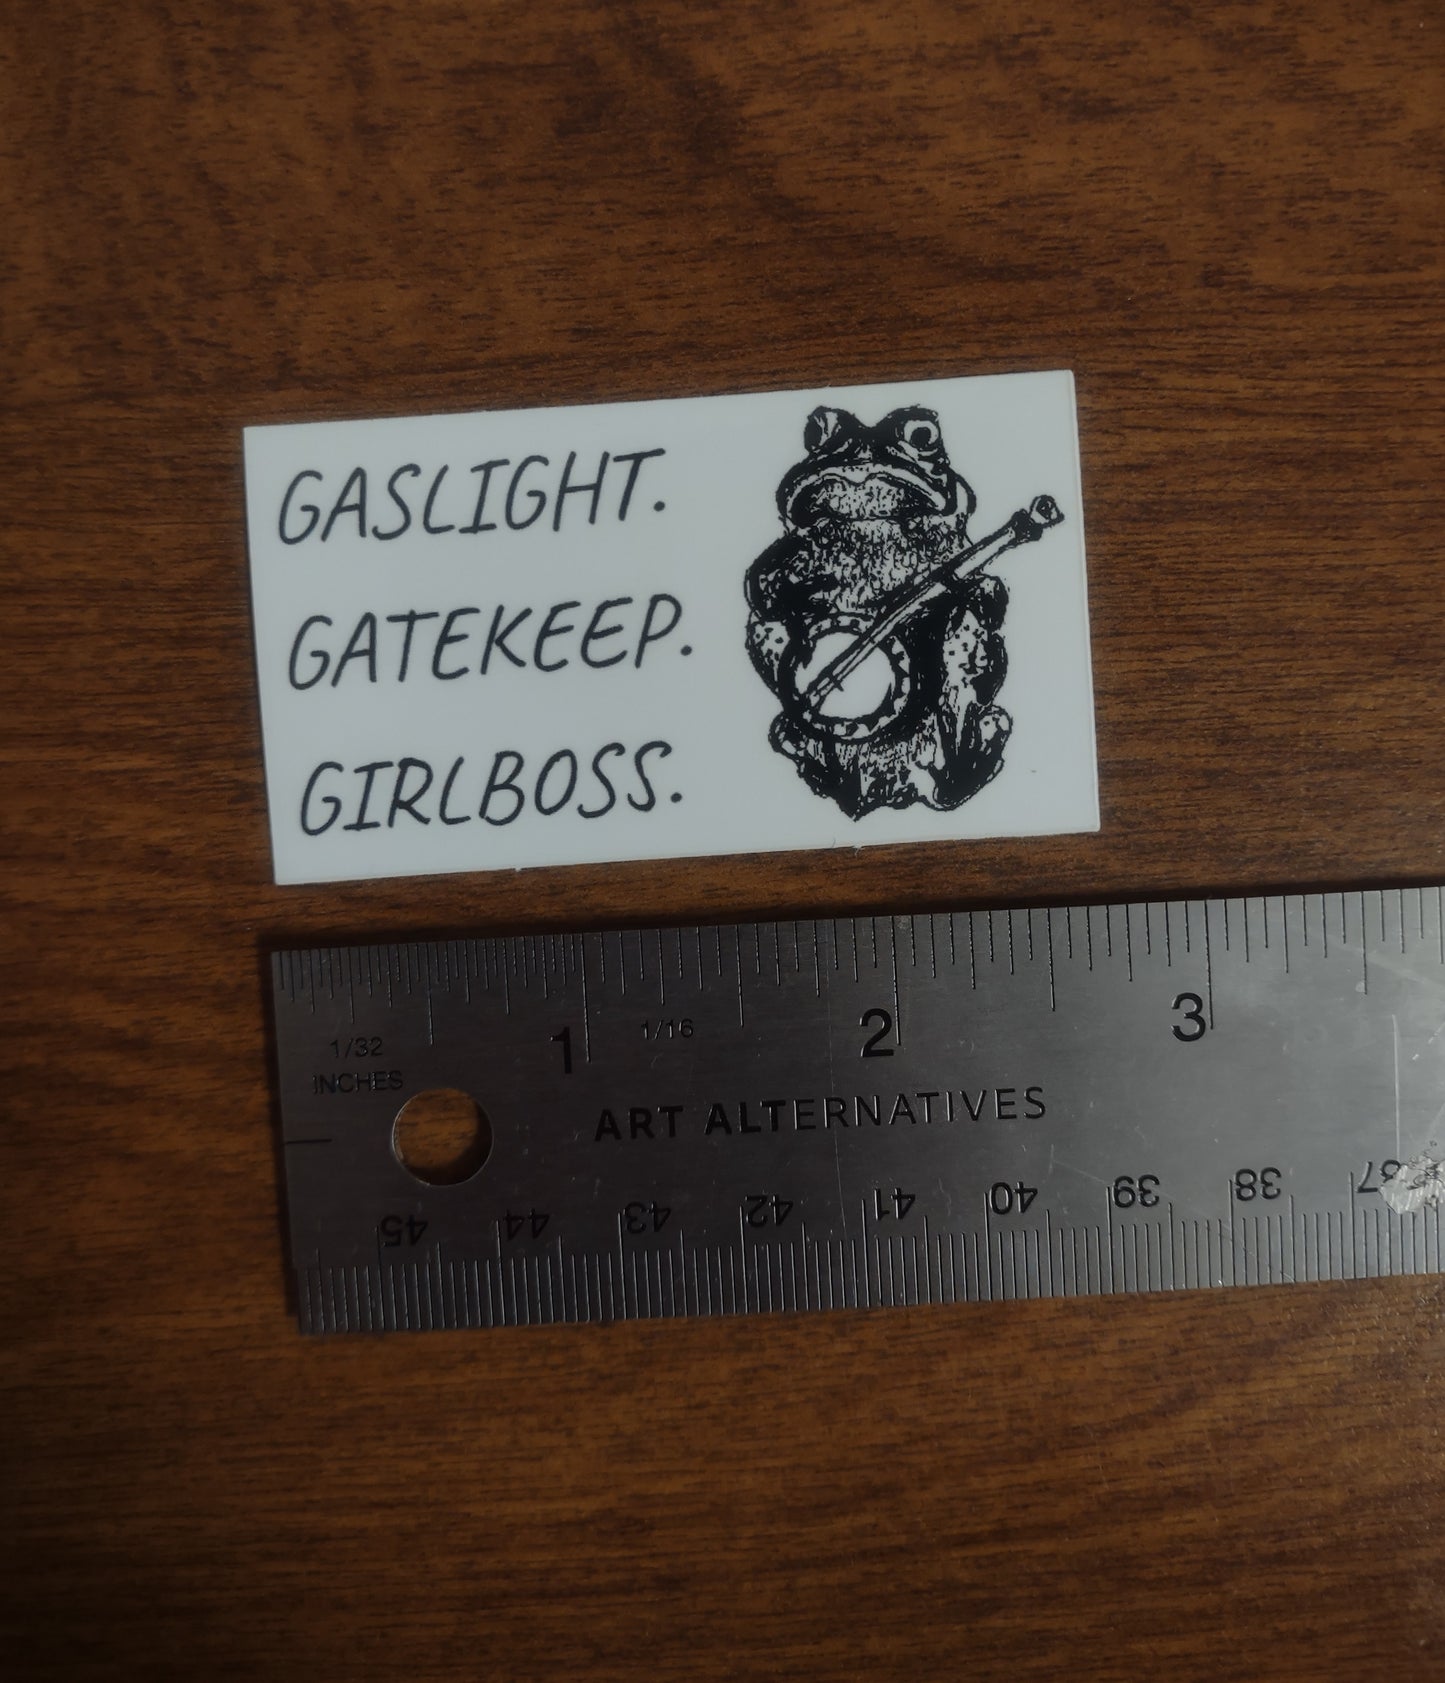 GASLIGHT.
GATEKEEP.
GIRLBOSS.
1 2 3
1/32 1/16
INCHES
ART ALTERNATIVES
45 44 43 42 41 40 39 38 37